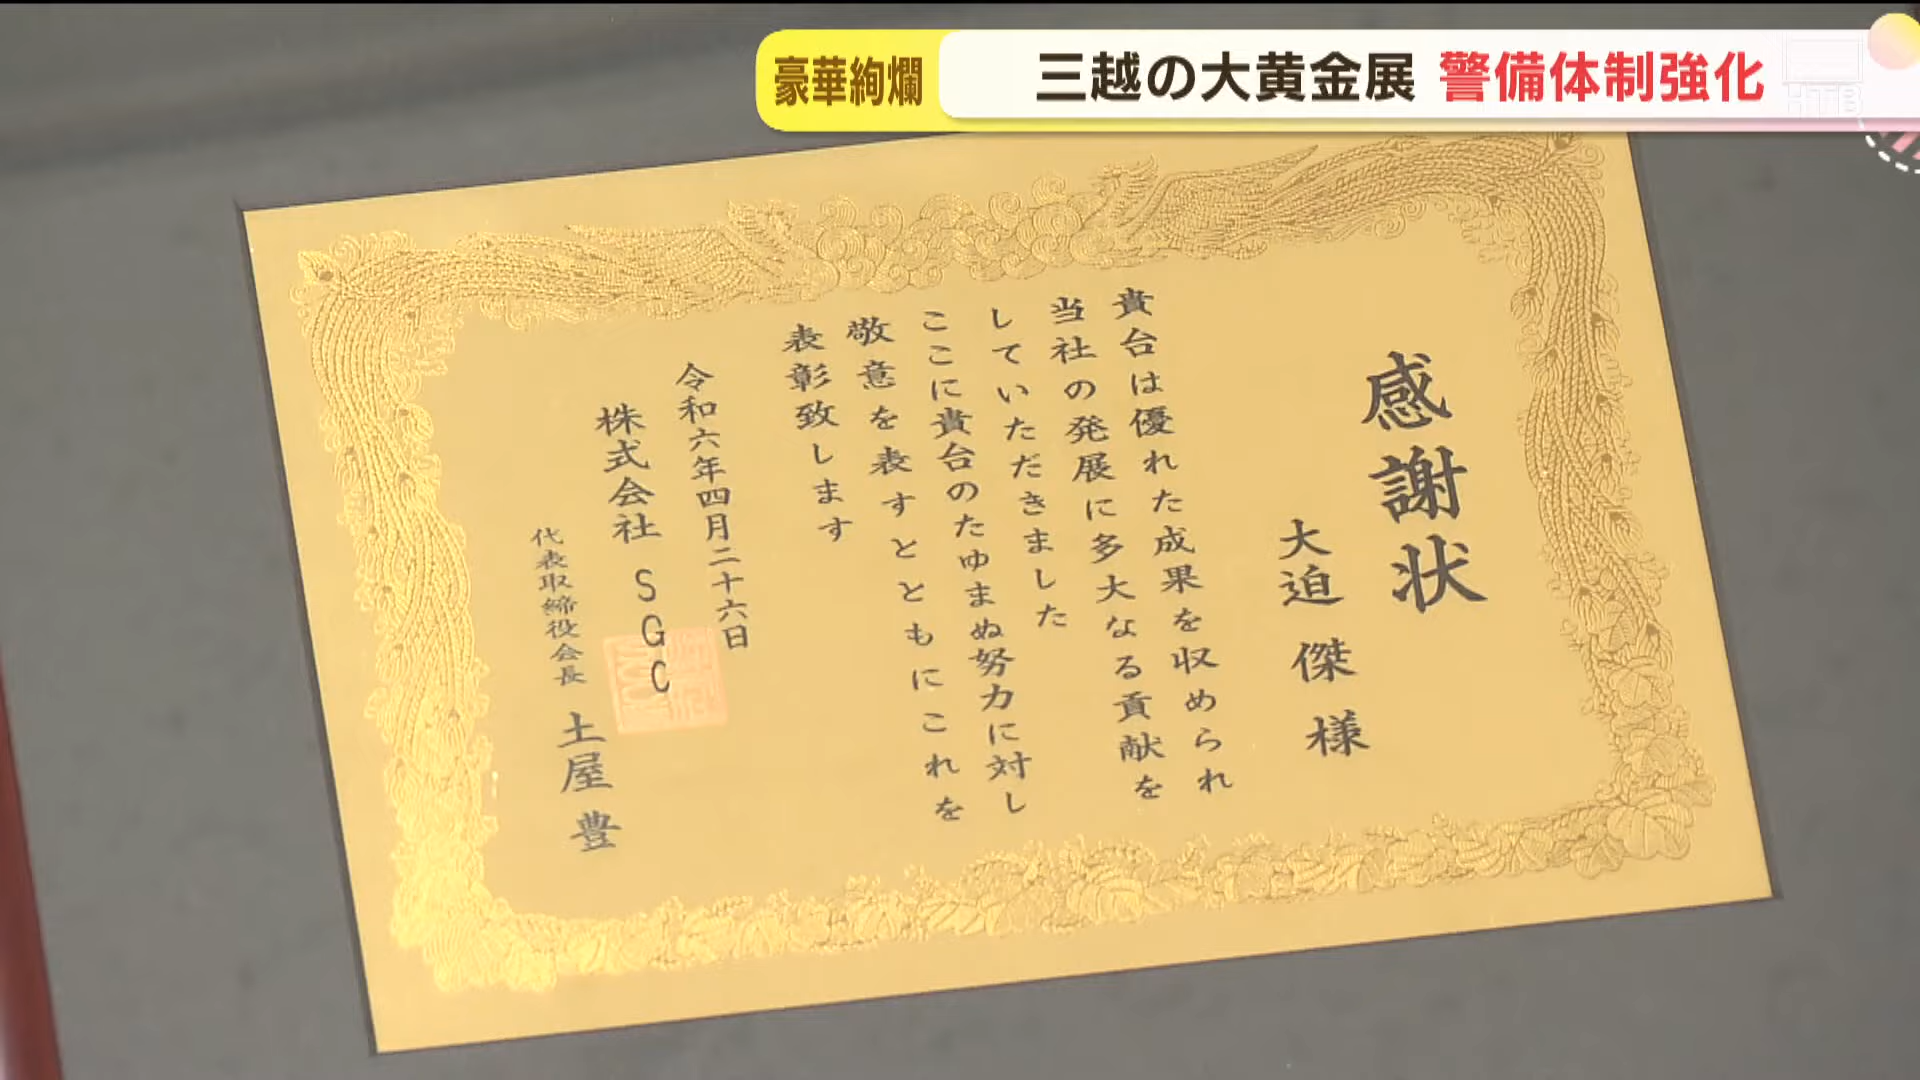 豪華絢爛
三越の大黄金展 警備体制強化
HTB
感謝状
大迫 傑 様
貴台は優れた成果を収められ
当社の発展に多大なる貢献を
していただきました
ここに貴台のたゆまぬ努力に対し
敬意を表すとともにこれを
表彰致します
令和六年四月二十六日
株式会社 SGC
代表取締役会長 土屋 豊